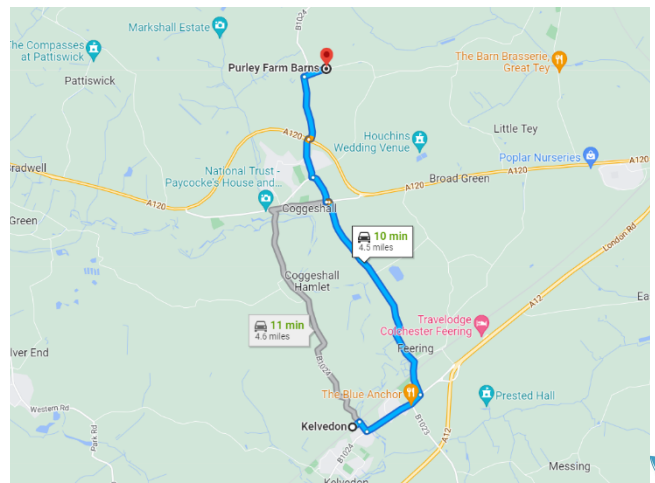 Markshall Estate
The Compasses
at Pattiswick
Pattiswick
Purley Farm Barns
The Barn Brasserie,
Great Tey
A120
Houchins
Wedding Venue
Little Tey
Poplar Nurseries
National Trust -
Paycocke's House and...
Bradwell
A120
A120
Broad Green
A120
Coggeshall
Green
London Rd
10 min
4.5 miles
Coggeshall
Hamlet
A12
Ea
11 min
4.6 miles
Travelodge
Colchester Feering
lver End
B1024
Feering
The Blue Anchor
Prested Hall
Western Rd
Kelvedon
B1023
Park Rd
B1024
A12
Messing
Kelvedon